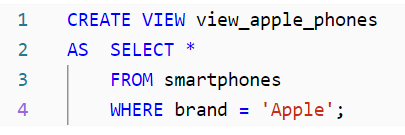 1 CREATE VIEW view_apple_phones
2 AS  SELECT *
3     FROM smartphones
4     WHERE brand = 'Apple';